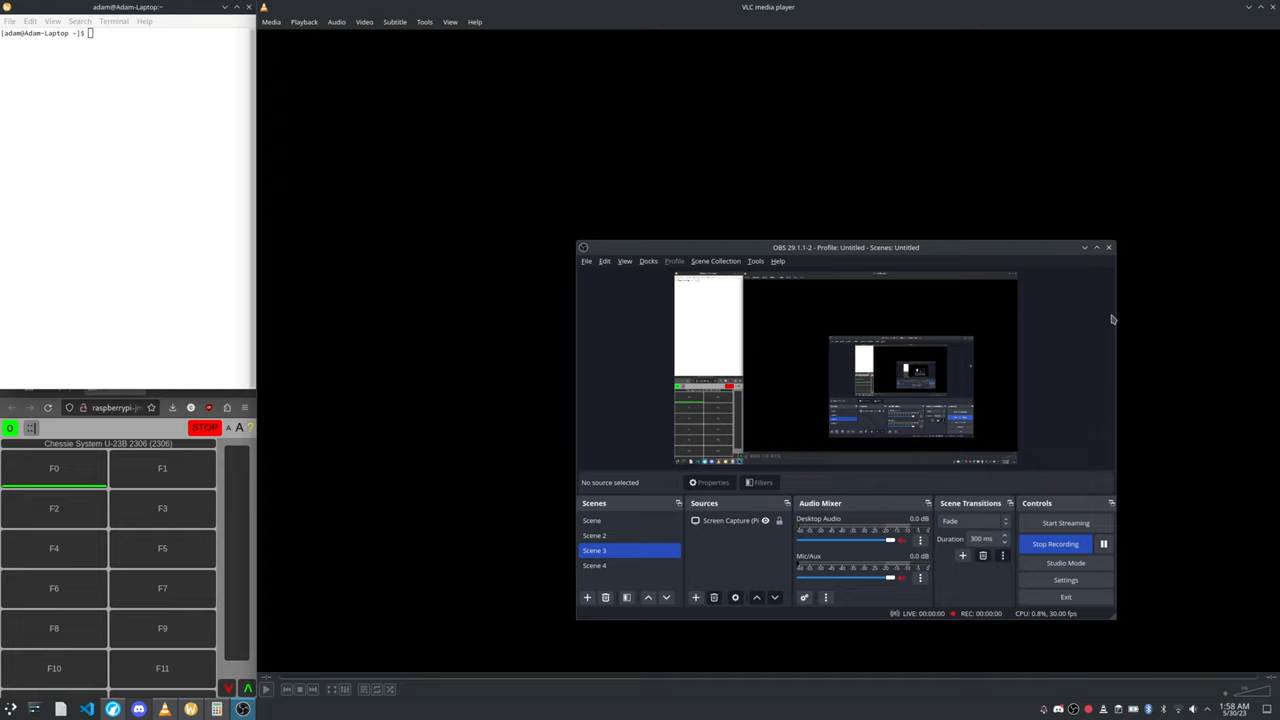 adam@Adam-Laptop:~
File Edit View Search Terminal Help
[adam@Adam-Laptop ~]$
raspberrypi-j
STOP A A ?
Chessie System U-23B 2306 (2306)
F0 F1
F2 F3
F4 F5
F6 F7
F8 F9
F10 F11
VLC media player
Media Playback Audio Video Subtitle Tools View Help
OBS 29.1.1-2 - Profile: Untitled - Scenes: Untitled
File Edit View Docks Profile Scene Collection Tools Help
No source selected Properties Filters
Scenes Sources Audio Mixer Scene Transitions Controls
Scene
Scene 2
Scene 3
Scene 4
Screen Capture (Pi
Desktop Audio 0.0 dB
Mic/Aux 0.0 dB
Fade
Duration 300 ms
Start Streaming
Stop Recording
Studio Mode
Settings
Exit
LIVE: 00:00:00 REC: 00:00:00 CPU: 0.8%, 30.00 fps
1:58 AM
5/30/23